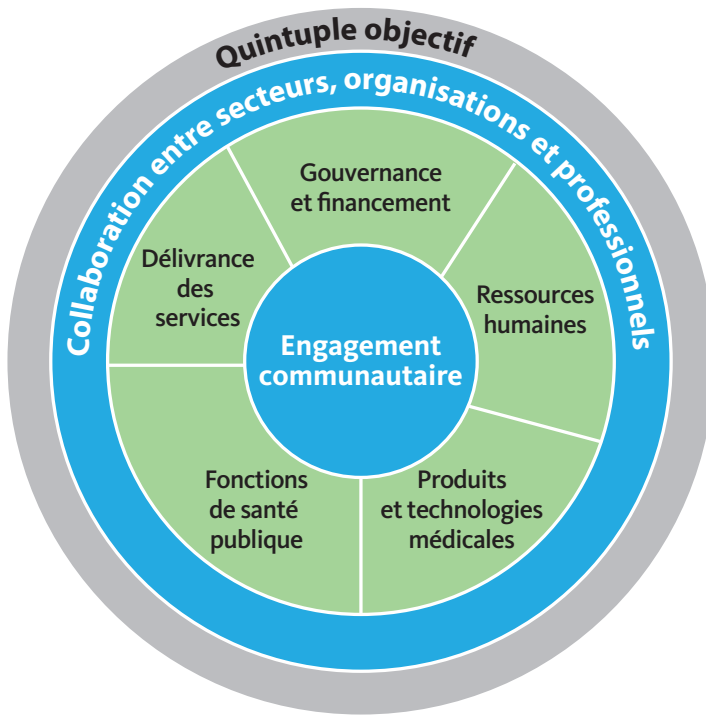 Quintuple objectif
Collaboration entre secteurs, organisations et professionnels
Gouvernance
et financement
Délivrance
des
services
Ressources
humaines
Engagement
communautaire
Fonctions
de santé
publique
Produits
et technologies
médicales